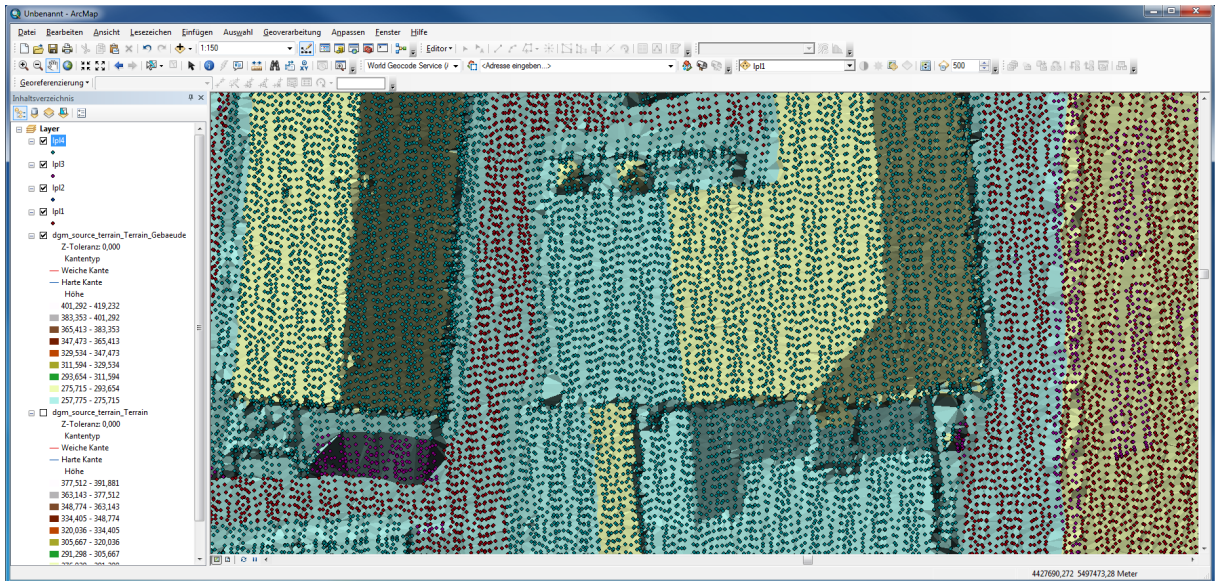 Unbenannt - ArcMap
Datei Bearbeiten Ansicht Lesezeichen Einfügen Auswahl Geoverarbeitung Anpassen Fenster Hilfe
1:150 Editor
World Geocode Service (/ <Adresse eingeben...> lpl1 500
Georeferenzierung
Inhaltsverzeichnis
Layer
lpl4
lpl3
lpl2
lpl1
dgm_source_terrain_Terrain_Gebaeude
Z-Toleranz: 0,000
Kantentyp
Weiche Kante
Harte Kante
Höhe
401,292 - 419,232
383,353 - 401,292
365,413 - 383,353
347,473 - 365,413
329,534 - 347,473
311,594 - 329,534
293,654 - 311,594
275,715 - 293,654
257,775 - 275,715
dgm_source_terrain_Terrain
Z-Toleranz: 0,000
Kantentyp
Weiche Kante
Harte Kante
Höhe
377,512 - 391,881
363,143 - 377,512
348,774 - 363,143
334,405 - 348,774
320,036 - 334,405
305,667 - 320,036
291,298 - 305,667
4427690,272 5497473,28 Meter